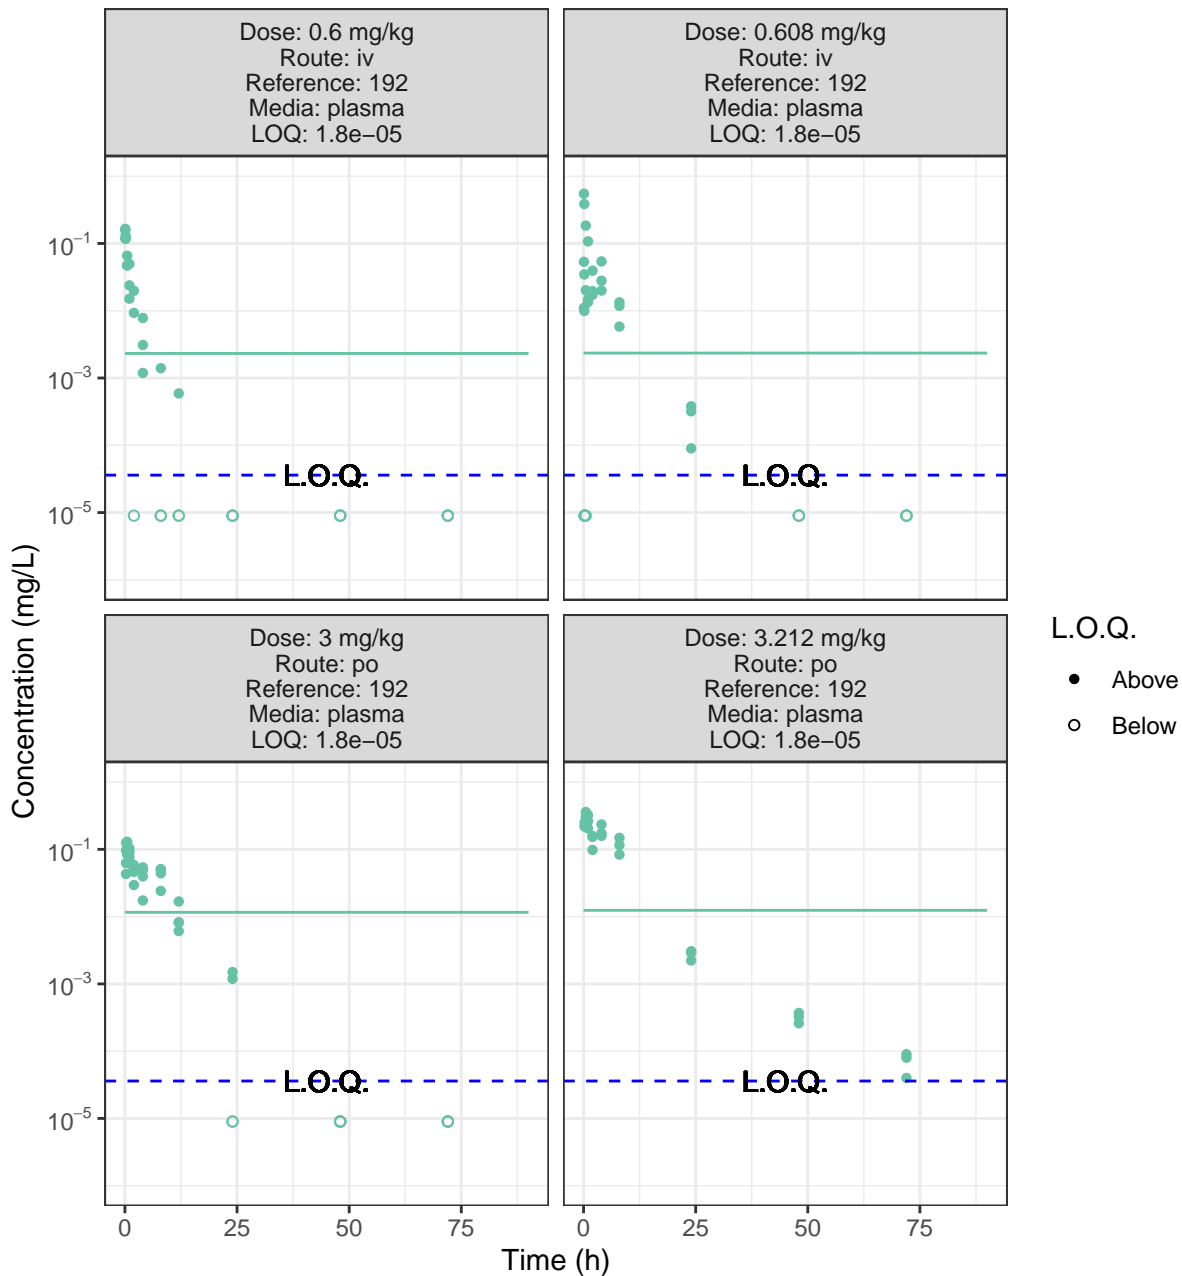 Dose: 0.6 mg/kg
Route: iv
Reference: 192
Media: plasma
LOQ: 1.8e−05
Dose: 0.608 mg/kg
Route: iv
Reference: 192
Media: plasma
LOQ: 1.8e−05
10−1
10−3
10−5
L.O.Q.
L.O.Q.
Dose: 3 mg/kg
Route: po
Reference: 192
Media: plasma
LOQ: 1.8e−05
Dose: 3.212 mg/kg
Route: po
Reference: 192
Media: plasma
LOQ: 1.8e−05
10−1
10−3
10−5
L.O.Q.
L.O.Q.
0 25 50 75
0 25 50 75
Time (h)
Concentration (mg/L)
L.O.Q.
Above
Below